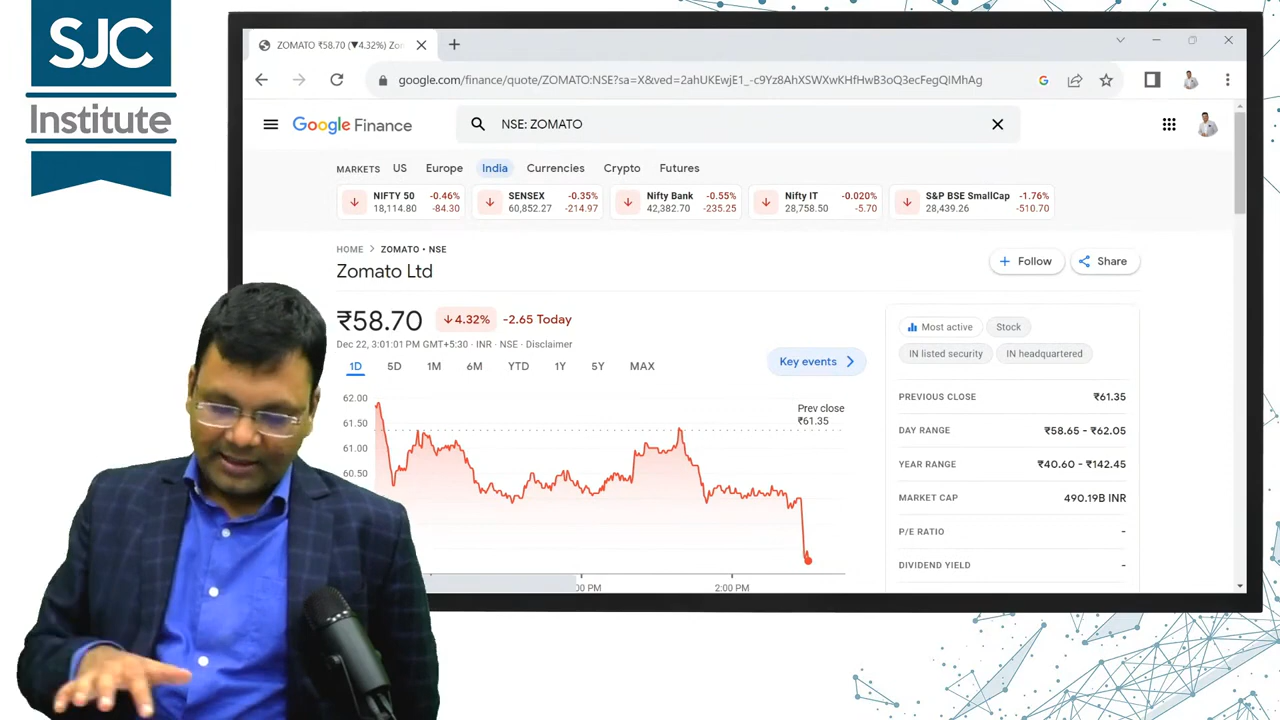 SJC
Institute
ZOMATO ₹58.70 (▼4.32%) Zo
google.com/finance/quote/ZOMATO:NSE?sa=X&ved=2ahUKEwjE1_-c9Yz8AhXSWXwKHfHwB3oQ3ecFegQIMhAg
Google Finance
NSE: ZOMATO
MARKETS US Europe India Currencies Crypto Futures
NIFTY 50 -0.46% SENSEX -0.35% Nifty Bank -0.55% Nifty IT -0.020% S&P BSE SmallCap -1.76%
18,114.80 -84.30 60,852.27 -214.97 42,382.70 -235.25 28,758.50 -5.70 28,439.26 -510.70
HOME > ZOMATO • NSE
Zomato Ltd
+ Follow Share
₹58.70 ↓4.32% -2.65 Today
Dec 22, 3:01:01 PM GMT+5:30 · INR · NSE · Disclaimer
1D 5D 1M 6M YTD 1Y 5Y MAX
Key events
62.00
61.50
61.00
60.50
Prev close
₹61.35
00 PM 2:00 PM
Most active Stock
IN listed security IN headquartered
PREVIOUS CLOSE ₹61.35
DAY RANGE ₹58.65 - ₹62.05
YEAR RANGE ₹40.60 - ₹142.45
MARKET CAP 490.19B INR
P/E RATIO -
DIVIDEND YIELD -